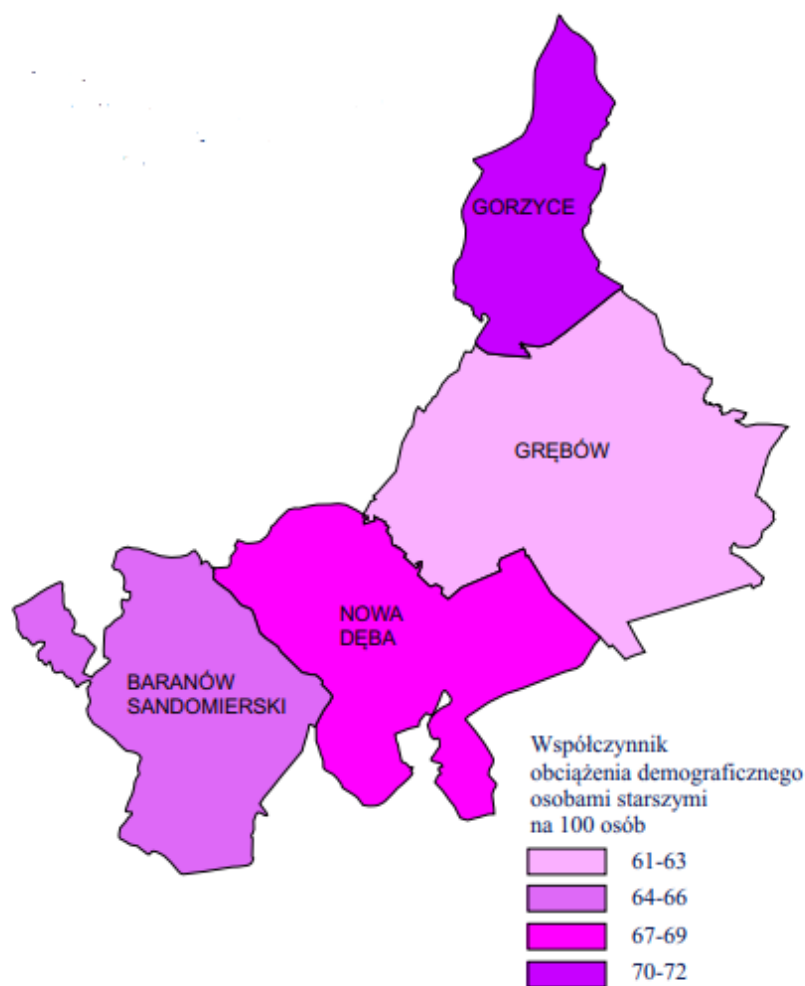 GORZYCE
GRĘBÓW
NOWA
DĘBA
BARANÓW
SANDOMIERSKI
Współczynnik
obciążenia demograficznego
osobami starszymi
na 100 osób
61-63
64-66
67-69
70-72